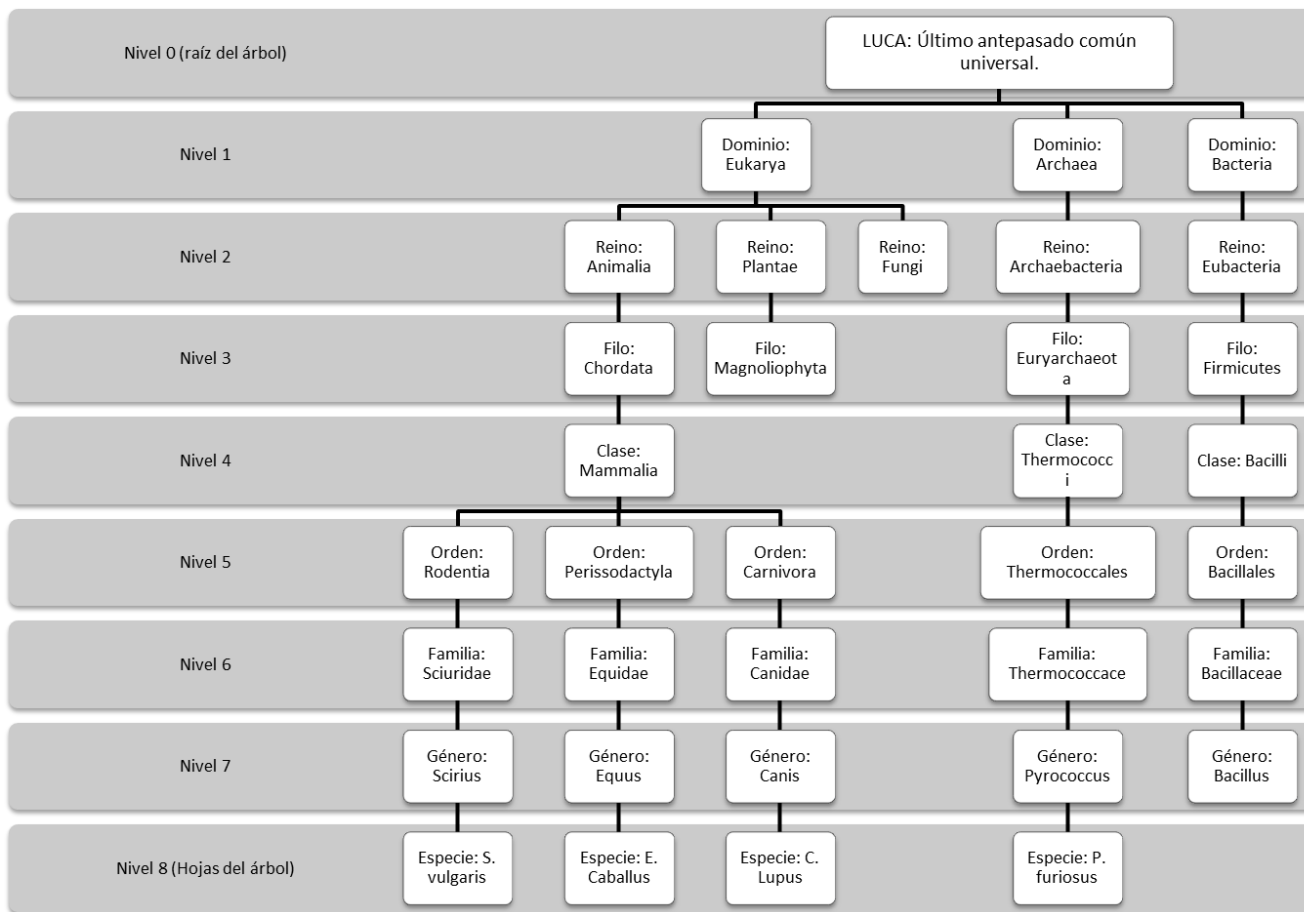 Nivel 0 (raíz del árbol)
LUCA: Último antepasado común
universal.
Nivel 1
Dominio:
Eukarya
Dominio:
Archaea
Dominio:
Bacteria
Nivel 2
Reino:
Animalia
Reino:
Plantae
Reino:
Fungi
Reino:
Archaebacteria
Reino:
Eubacteria
Nivel 3
Filo:
Chordata
Filo:
Magnoliophyta
Filo:
Euryarchaeot
a
Filo:
Firmicutes
Nivel 4
Clase:
Mammalia
Clase:
Thermococc
i
Clase: Bacilli
Nivel 5
Orden:
Rodentia
Orden:
Perissodactyla
Orden:
Carnivora
Orden:
Thermococcales
Orden:
Bacillales
Nivel 6
Familia:
Sciuridae
Familia:
Equidae
Familia:
Canidae
Familia:
Thermococcace
Familia:
Bacillaceae
Nivel 7
Género:
Scirius
Género:
Equus
Género:
Canis
Género:
Pyrococcus
Género:
Bacillus
Nivel 8 (Hojas del árbol)
Especie: S.
vulgaris
Especie: E.
Caballus
Especie: C.
Lupus
Especie: P.
furiosus